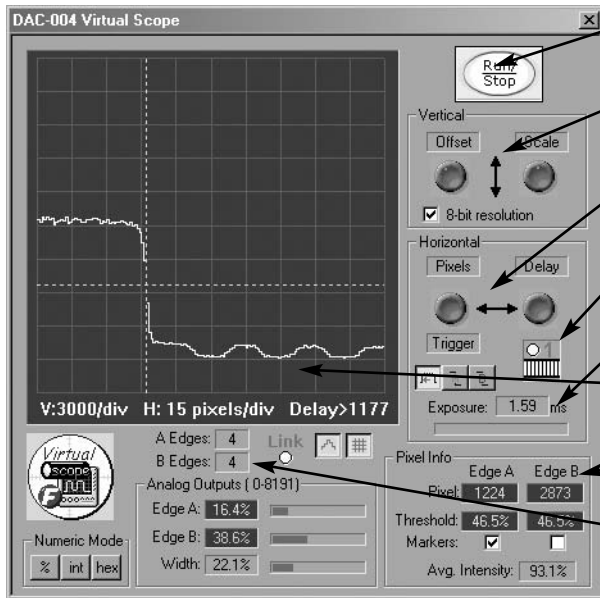 DAC-004 Virtual Scope
Run/
Stop
Vertical
Offset
Scale
8-bit resolution
Horizontal
Pixels
Delay
Trigger
1
Exposure: 1.59 ms
V:3000/div H: 15 pixels/div Delay>1177
Virtual
scope
F
A Edges: 4
B Edges: 4
Link
Analog Outputs ( 0-8191)
Edge A: 16.4%
Edge B: 38.6%
Width: 22.1%
Numeric Mode
% int hex
Pixel Info
Edge A Edge B
Pixel: 1224 2873
Threshold: 46.5% 46.5%
Markers:
Avg. Intensity: 93.1%